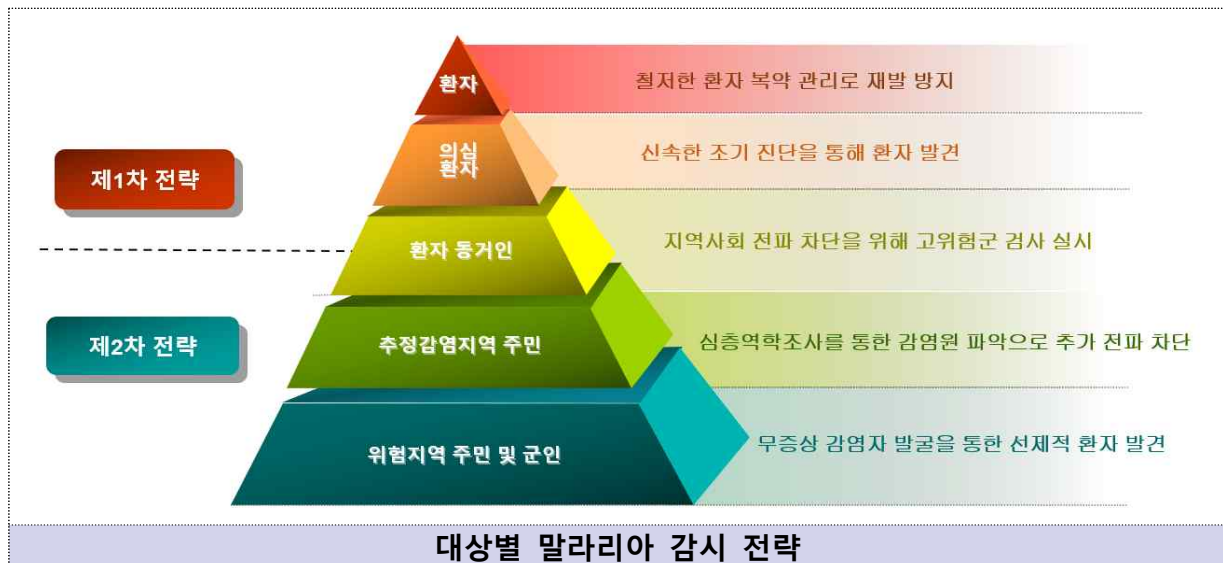 환자
철저한 환자 복약 관리로 재발 방지
의심
환자
신속한 조기 진단을 통해 환자 발견
제1차 전략
환자 동거인
지역사회 전파 차단을 위해 고위험군 검사 실시
제2차 전략
추정감염지역 주민
심층역학조사를 통한 감염원 파악으로 추가 전파 차단
위험지역 주민 및 군인
무증상 감염자 발굴을 통한 선제적 환자 발견
대상별 말라리아 감시 전략